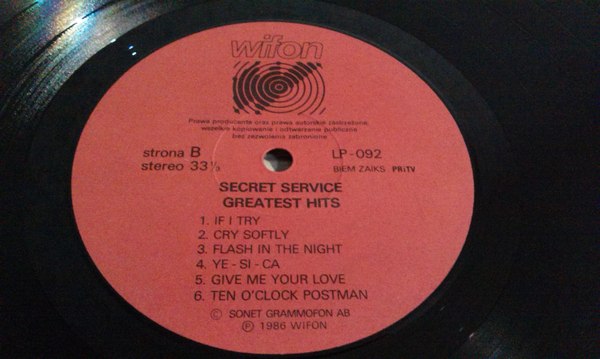 wifon
Prawa producenta oraz prawa autorskie zastrzeżone,
wszelkie kopiowanie i odtwarzanie publiczne
bez zezwolenia zabronione
strona B
stereo 33⅓
LP-092
BIEM ZAIKS PRiTV
SECRET SERVICE
GREATEST HITS
1. IF I TRY
2. CRY SOFTLY
3. FLASH IN THE NIGHT
4. YE - SI - CA
5. GIVE ME YOUR LOVE
6. TEN O'CLOCK POSTMAN
Ⓒ SONET GRAMMOFON AB
Ⓟ 1986 WIFON